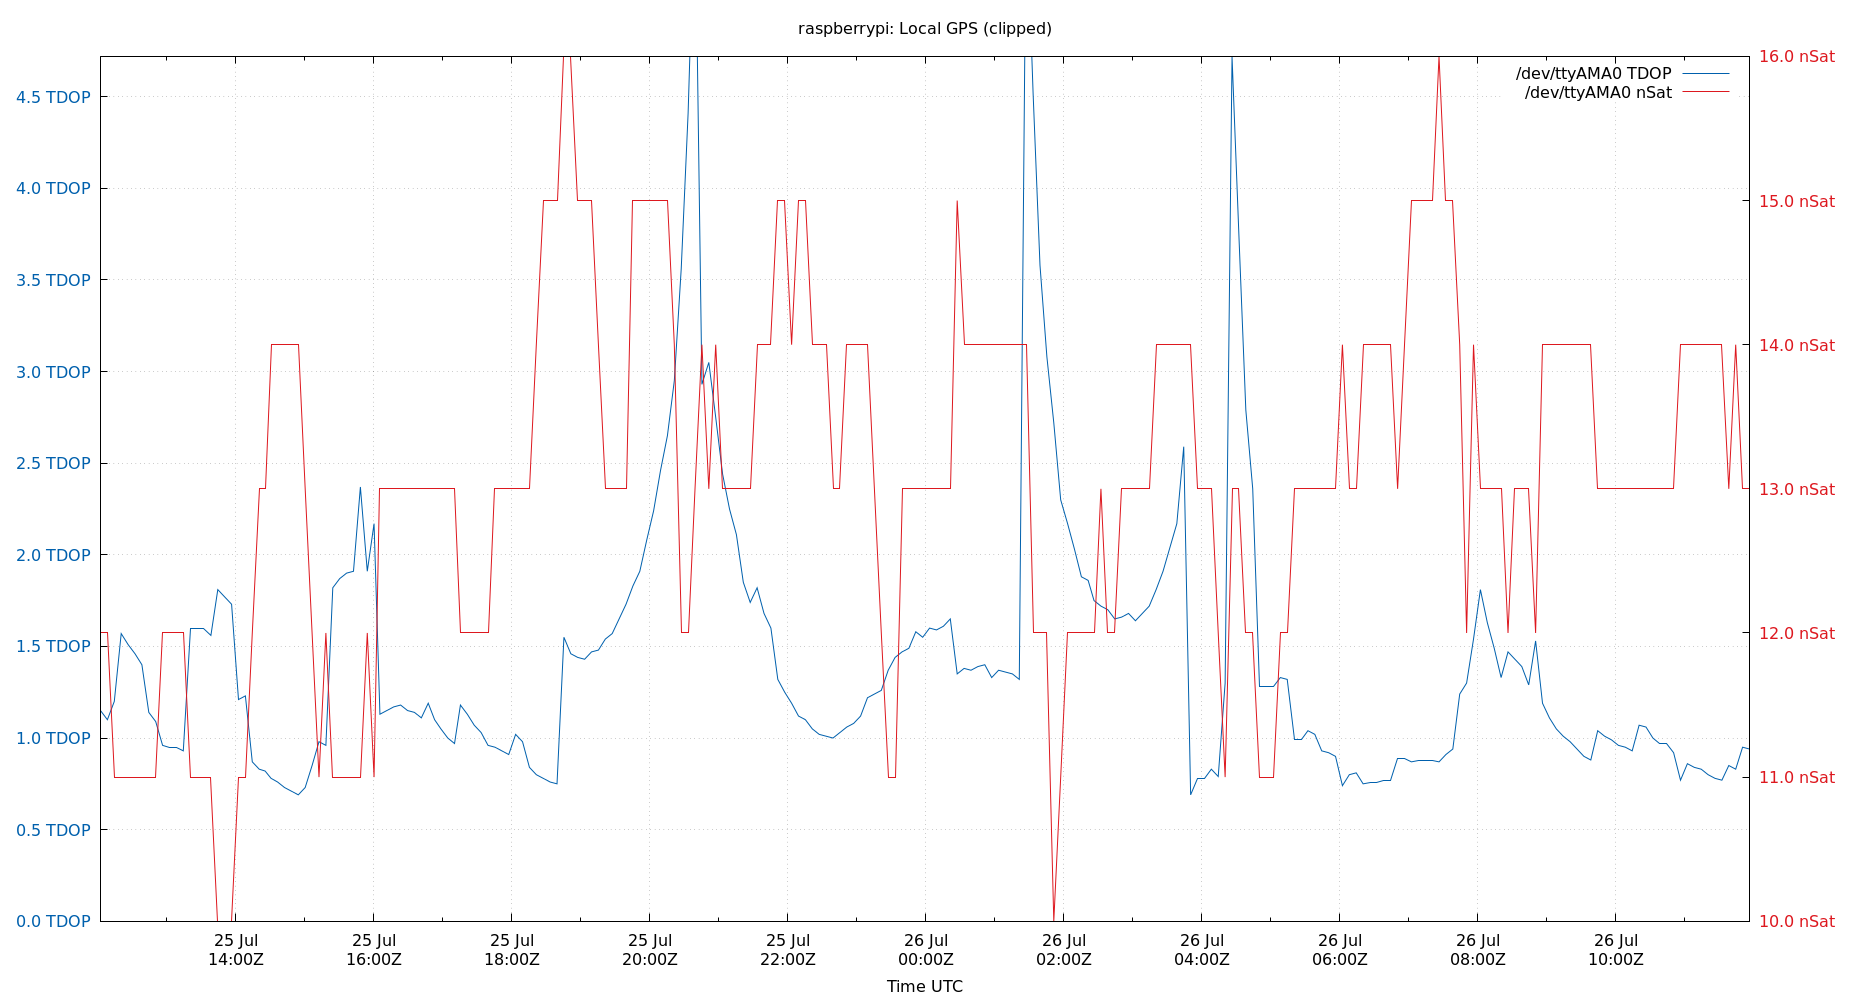 raspberrypi: Local GPS (clipped)
/dev/ttyAMA0 TDOP
/dev/ttyAMA0 nSat
4.5 TDOP
4.0 TDOP
3.5 TDOP
3.0 TDOP
2.5 TDOP
2.0 TDOP
1.5 TDOP
1.0 TDOP
0.5 TDOP
0.0 TDOP
16.0 nSat
15.0 nSat
14.0 nSat
13.0 nSat
12.0 nSat
11.0 nSat
10.0 nSat
25 Jul
14:00Z
25 Jul
16:00Z
25 Jul
18:00Z
25 Jul
20:00Z
25 Jul
22:00Z
26 Jul
00:00Z
26 Jul
02:00Z
26 Jul
04:00Z
26 Jul
06:00Z
26 Jul
08:00Z
26 Jul
10:00Z
Time UTC